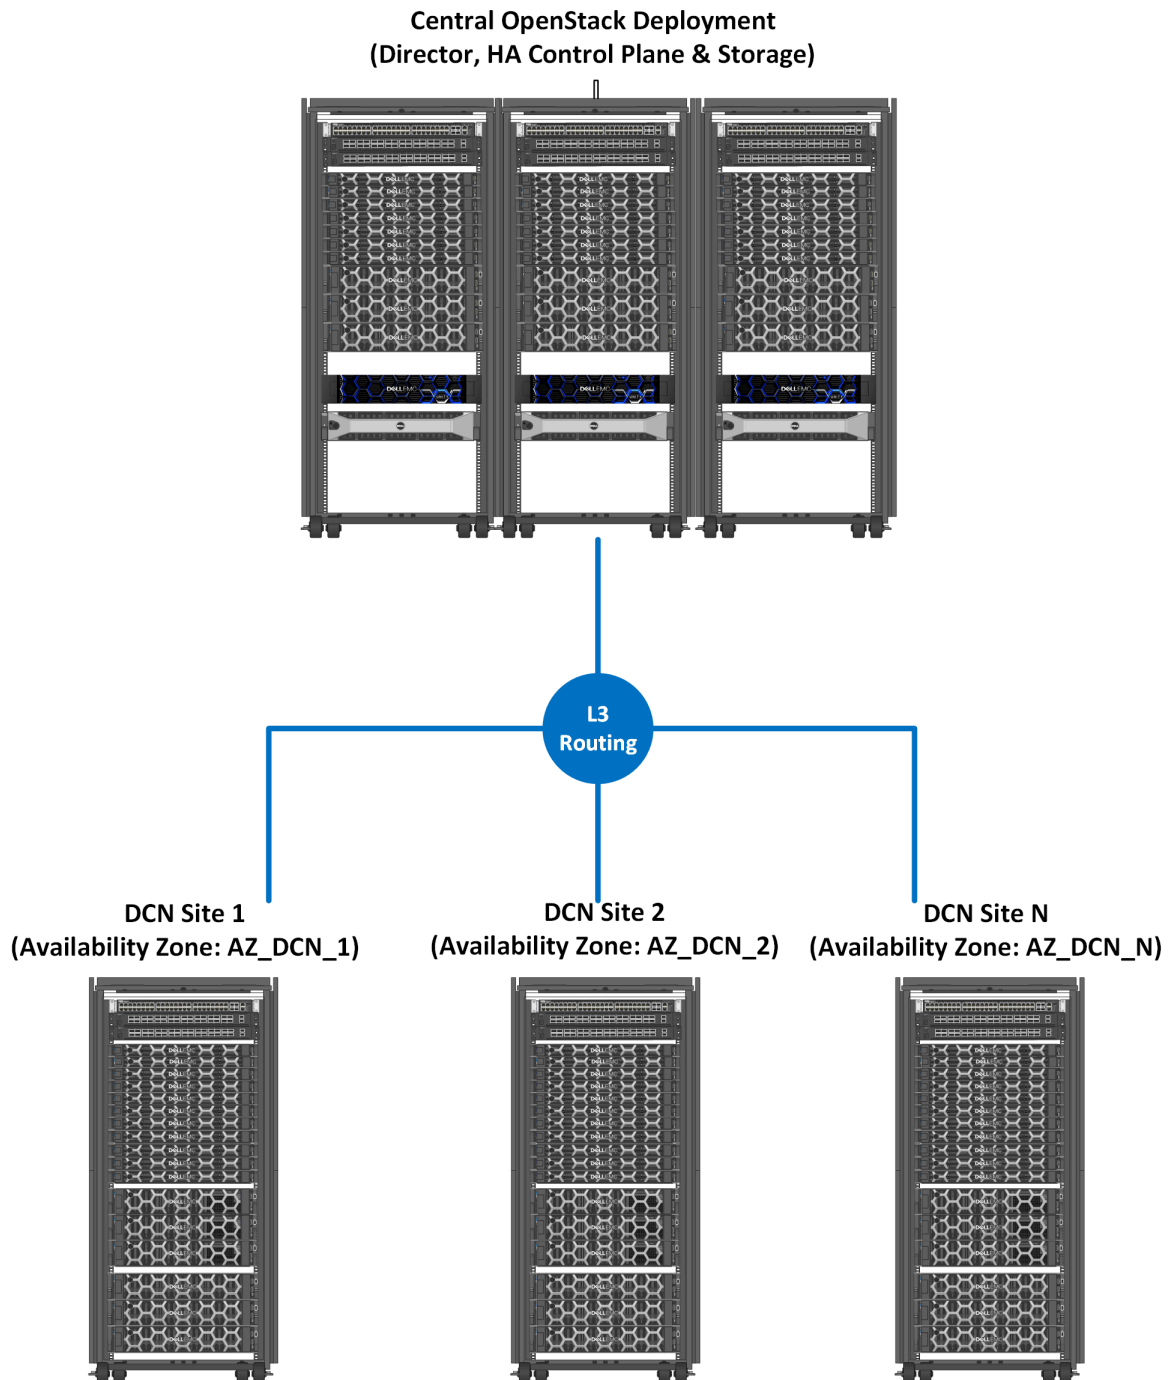 Central OpenStack Deployment
(Director, HA Control Plane & Storage)
L3
Routing
DCN Site 1
(Availability Zone: AZ_DCN_1)
DCN Site 2
(Availability Zone: AZ_DCN_2)
DCN Site N
(Availability Zone: AZ_DCN_N)